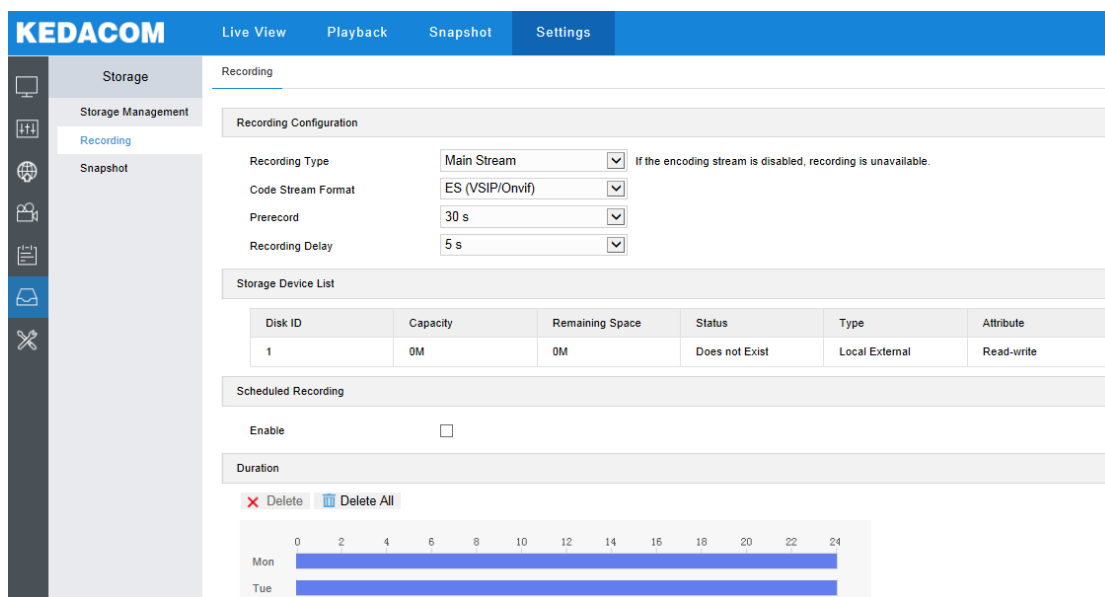 KEDACOM Live View Playback Snapshot Settings
Storage Recording
Storage Management
Recording
Snapshot
Recording Configuration
Recording Type Main Stream If the encoding stream is disabled, recording is unavailable.
Code Stream Format ES (VSIP/Onvif)
Prerecord 30 s
Recording Delay 5 s
Storage Device List
Disk ID Capacity Remaining Space Status Type Attribute
1 0M 0M Does not Exist Local External Read-write
Scheduled Recording
Enable
Duration
Delete Delete All
0 2 4 6 8 10 12 14 16 18 20 22 24
Mon
Tue